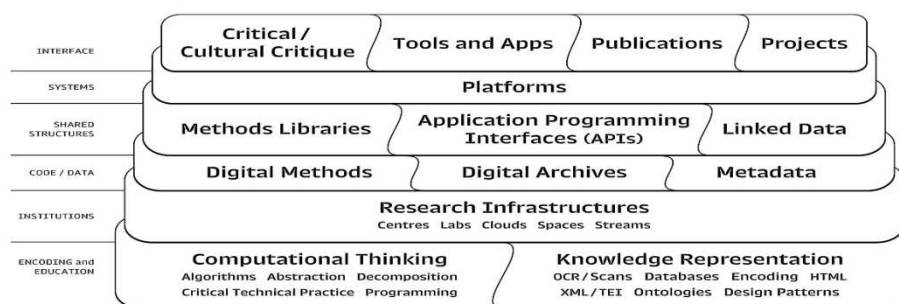 INTERFACE
Critical / Cultural Critique
Tools and Apps
Publications
Projects
SYSTEMS
Platforms
SHARED STRUCTURES
Methods Libraries
Application Programming Interfaces (APIs)
Linked Data
CODE / DATA
Digital Methods
Digital Archives
Metadata
INSTITUTIONS
Research Infrastructures
Centres Labs Clouds Spaces Streams
ENCODING and EDUCATION
Computational Thinking
Algorithms Abstraction Decomposition
Critical Technical Practice Programming
Knowledge Representation
OCR/Scans Databases Encoding HTML
XML/TEI Ontologies Design Patterns